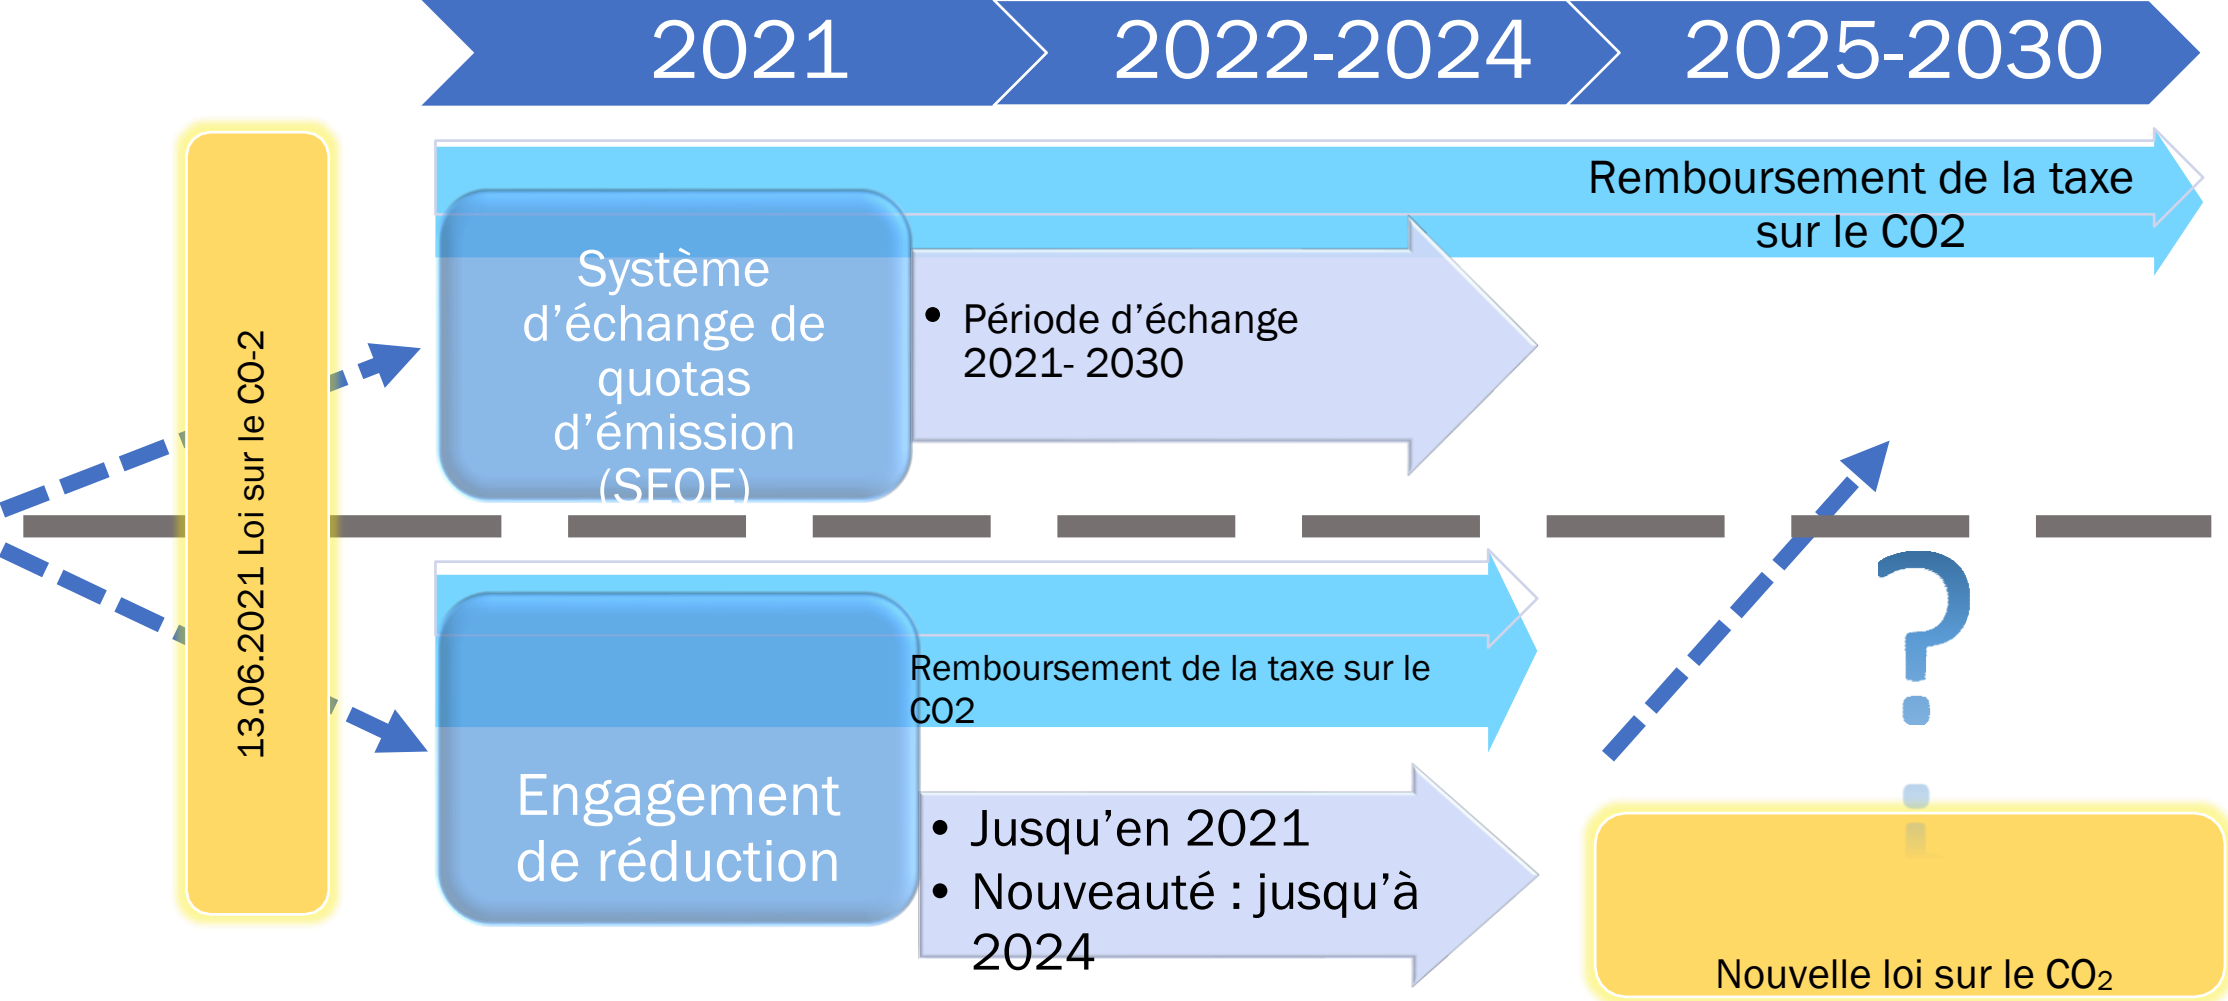 2021
2022-2024
2025-2030
13.06.2021 Loi sur le CO-2
Remboursement de la taxe
sur le CO2
Système
d’échange de
quotas
d’émission
(SEQE)
• Période d’échange
2021- 2030
Remboursement de la taxe sur le
CO2
Engagement
de réduction
• Jusqu’en 2021
• Nouveauté : jusqu’à
2024
?
Nouvelle loi sur le CO₂